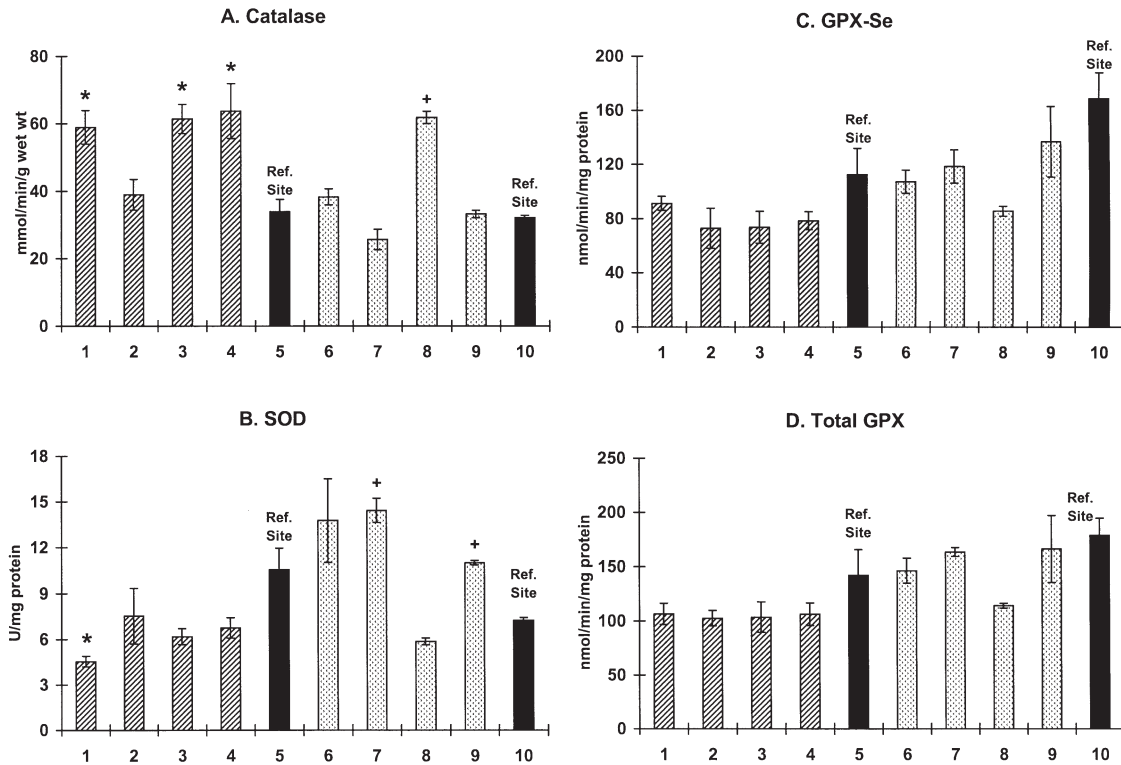 A. Catalase
mmol/min/g wet wt
80
60
40
20
0
*
*
*
Ref.
Site
+
Ref.
Site
1 2 3 4 5 6 7 8 9 10
C. GPX-Se
nmol/min/mg protein
200
160
120
80
40
0
Ref.
Site
Ref.
Site
1 2 3 4 5 6 7 8 9 10
B. SOD
U/mg protein
18
15
12
9
6
3
0
*
Ref.
Site
+
+
Ref.
Site
1 2 3 4 5 6 7 8 9 10
D. Total GPX
nmol/min/mg protein
250
200
150
100
50
0
Ref.
Site
Ref.
Site
1 2 3 4 5 6 7 8 9 10